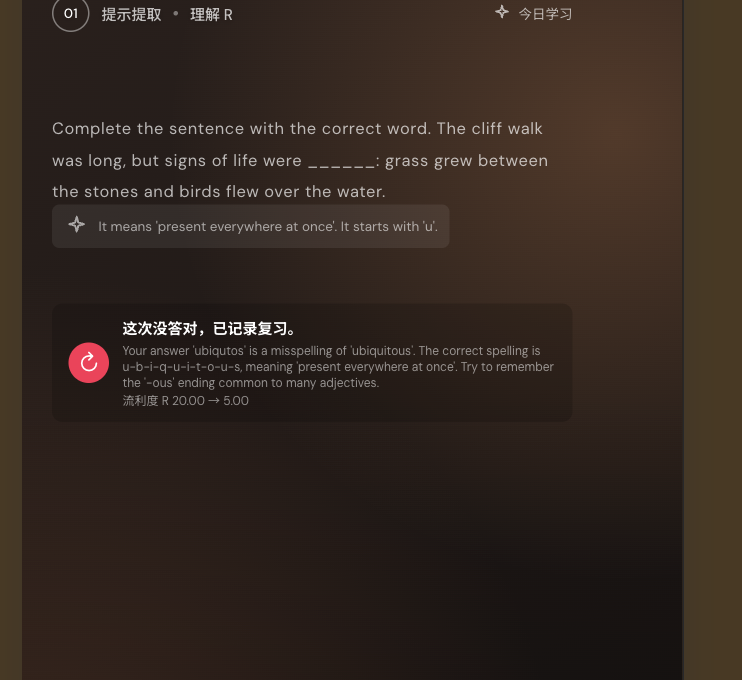 01 提示提取 • 理解 R
今日学习
Complete the sentence with the correct word. The cliff walk
was long, but signs of life were ______: grass grew between
the stones and birds flew over the water.
It means 'present everywhere at once'. It starts with 'u'.
这次没答对，已记录复习。
Your answer 'ubiqutos' is a misspelling of 'ubiquitous'. The correct spelling is
u-b-i-q-u-i-t-o-u-s, meaning 'present everywhere at once'. Try to remember
the '-ous' ending common to many adjectives.
流利度 R 20.00 → 5.00